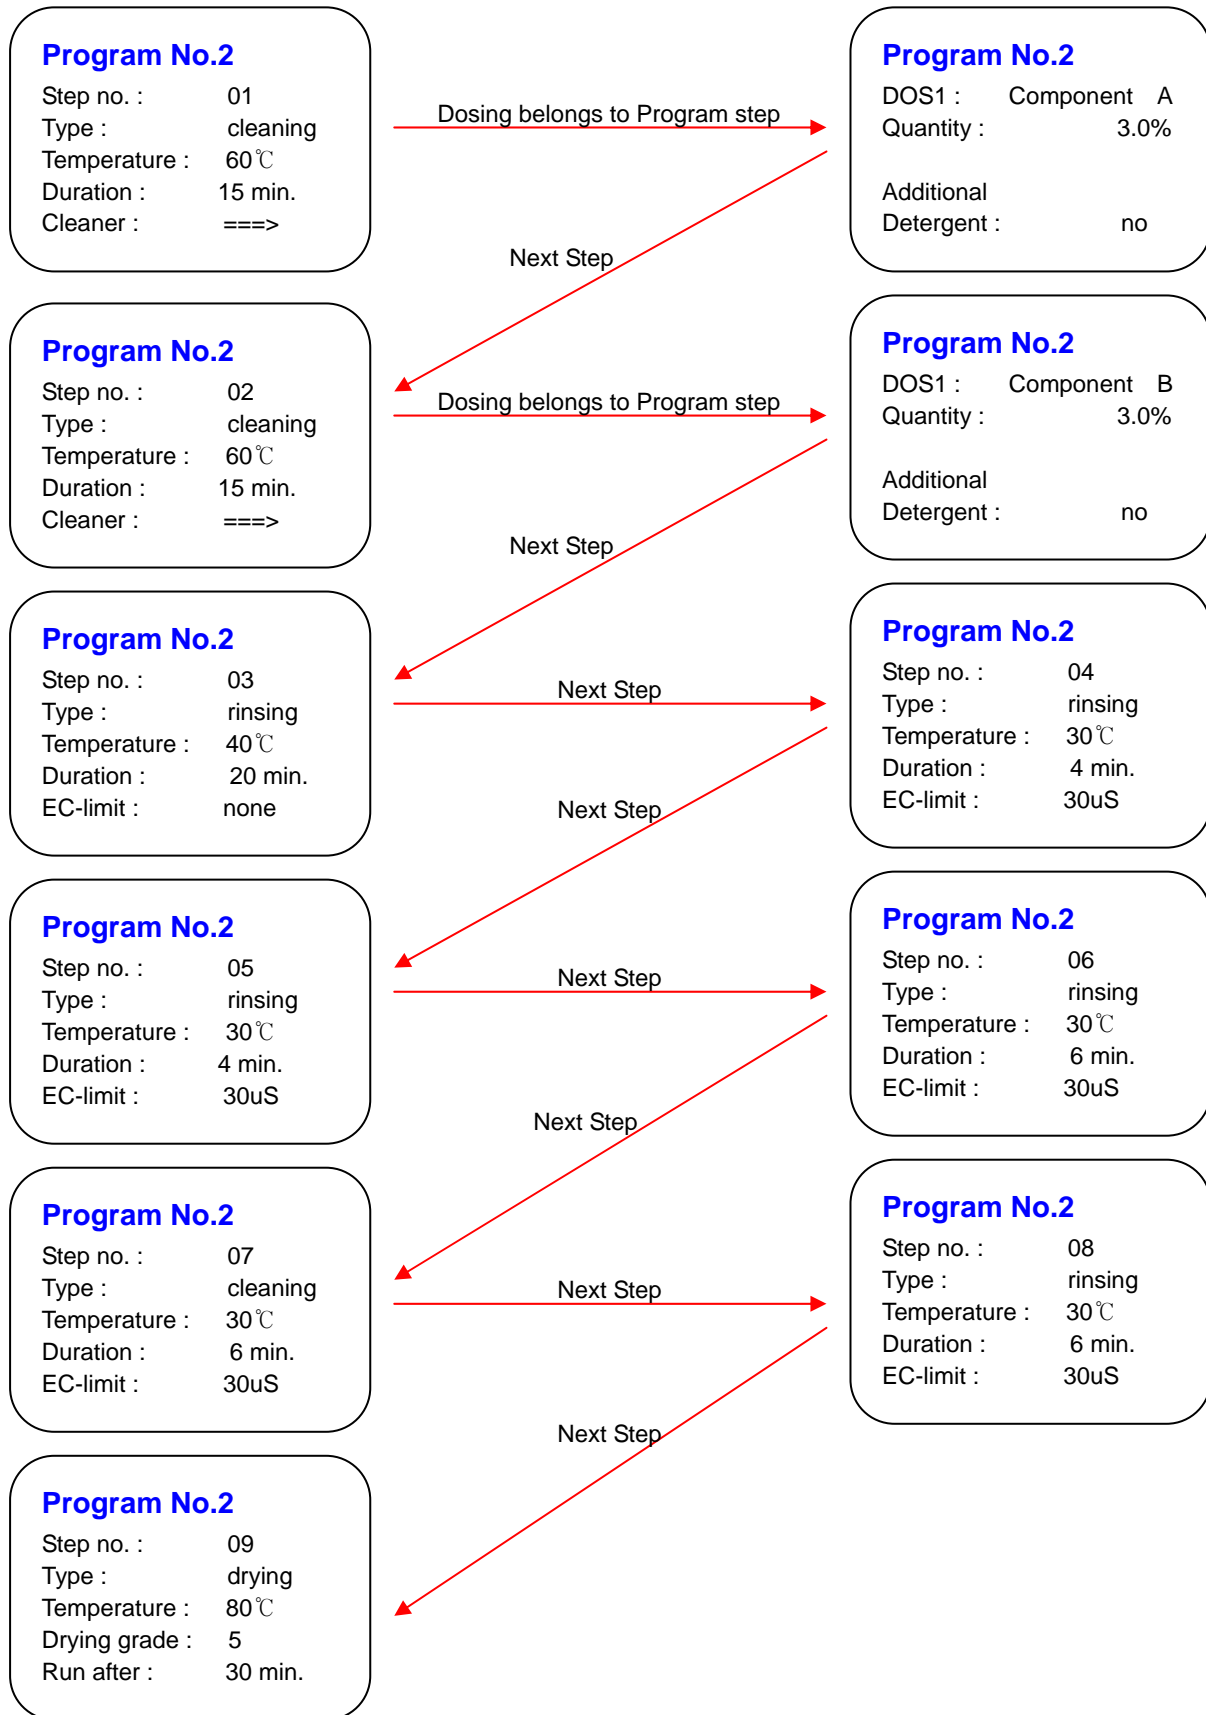 Program No.2
Step no. : 01
Type : cleaning
Temperature : 60℃
Duration : 15 min.
Cleaner : ===>
Dosing belongs to Program step
Program No.2
DOS1 : Component A
Quantity : 3.0%
Additional
Detergent : no
Next Step
Program No.2
Step no. : 02
Type : cleaning
Temperature : 60℃
Duration : 15 min.
Cleaner : ===>
Dosing belongs to Program step
Program No.2
DOS1 : Component B
Quantity : 3.0%
Additional
Detergent : no
Next Step
Program No.2
Step no. : 03
Type : rinsing
Temperature : 40℃
Duration : 20 min.
EC-limit : none
Next Step
Program No.2
Step no. : 04
Type : rinsing
Temperature : 30℃
Duration : 4 min.
EC-limit : 30uS
Next Step
Program No.2
Step no. : 05
Type : rinsing
Temperature : 30℃
Duration : 4 min.
EC-limit : 30uS
Next Step
Program No.2
Step no. : 06
Type : rinsing
Temperature : 30℃
Duration : 6 min.
EC-limit : 30uS
Next Step
Program No.2
Step no. : 07
Type : cleaning
Temperature : 30℃
Duration : 6 min.
EC-limit : 30uS
Next Step
Program No.2
Step no. : 08
Type : rinsing
Temperature : 30℃
Duration : 6 min.
EC-limit : 30uS
Next Step
Program No.2
Step no. : 09
Type : drying
Temperature : 80℃
Drying grade : 5
Run after : 30 min.